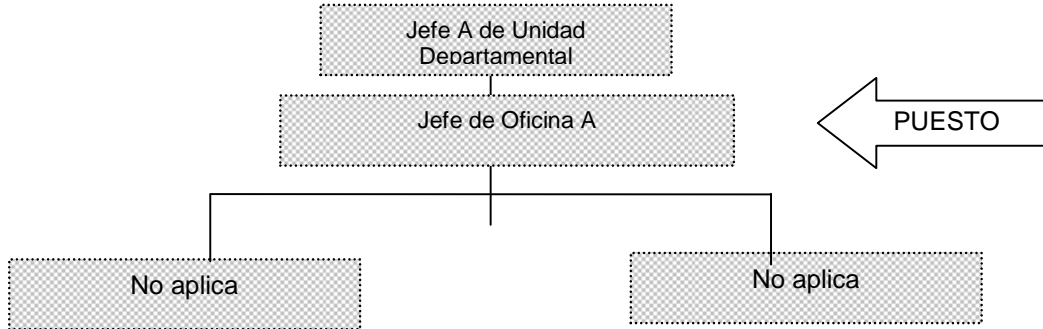 Jefe A de Unidad
Departamental
Jefe de Oficina A
PUESTO
No aplica
No aplica